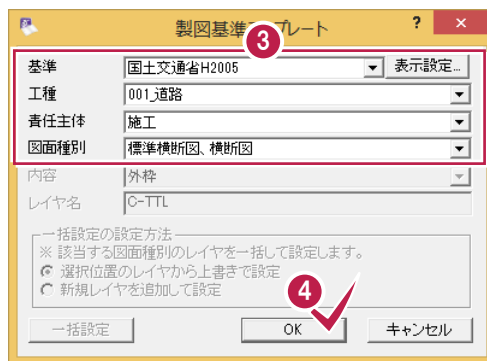 製図基準テンプレート
?
×
3
基準 国土交通省H2005 表示設定...
工種 001_道路
責任主体 施工
図面種別 標準横断図、横断図
内容 外枠
レイヤ名 C-TTL
一括設定の設定方法
※ 該当する図面種別のレイヤを一括して設定します。
選択位置のレイヤから上書きで設定
新規レイヤを追加して設定
4
一括設定 OK キャンセル